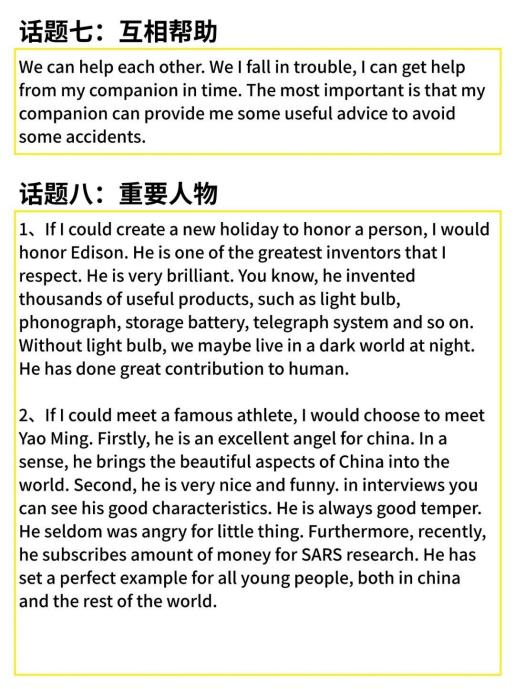 话题七：互相帮助
We can help each other. We I fall in trouble, I can get help
from my companion in time. The most important is that my
companion can provide me some useful advice to avoid
some accidents.
话题八：重要人物
1、If I could create a new holiday to honor a person, I would
honor Edison. He is one of the greatest inventors that I
respect. He is very brilliant. You know, he invented
thousands of useful products, such as light bulb,
phonograph, storage battery, telegraph system and so on.
Without light bulb, we maybe live in a dark world at night.
He has done great contribution to human.
2、If I could meet a famous athlete, I would choose to meet
Yao Ming. Firstly, he is an excellent angel for china. In a
sense, he brings the beautiful aspects of China into the
world. Second, he is very nice and funny. in interviews you
can see his good characteristics. He is always good temper.
He seldom was angry for little thing. Furthermore, recently,
he subscribes amount of money for SARS research. He has
set a perfect example for all young people, both in china
and the rest of the world.